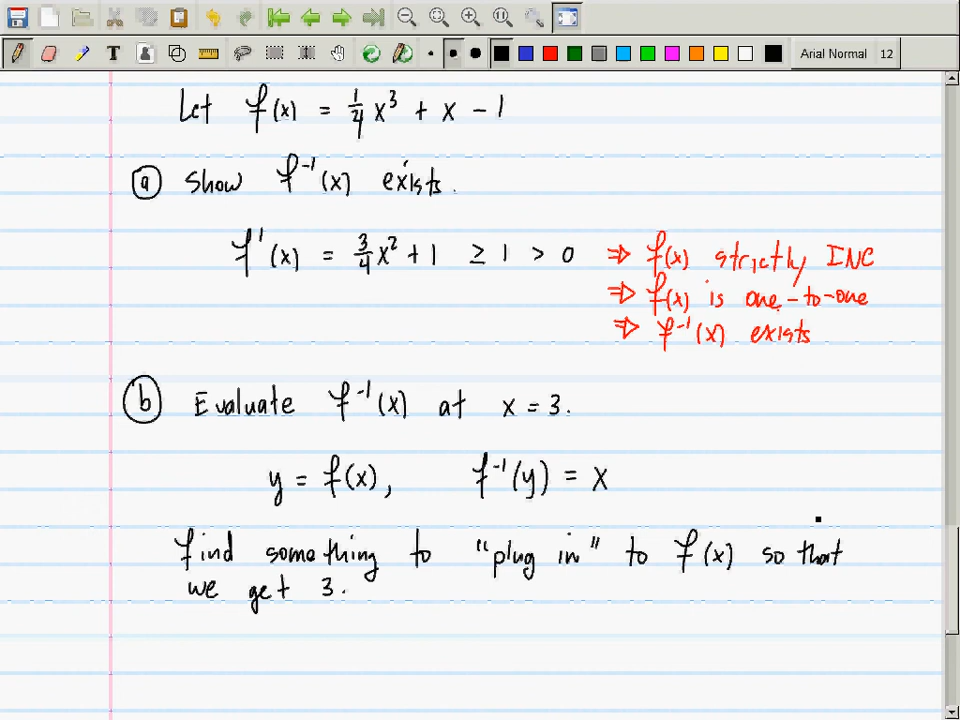 Arial Normal 12
Let f(x) = 1/4 x³ + x − 1
ⓐ Show f⁻¹(x) exists.
f'(x) = 3/4 x² + 1 ≥ 1 > 0 ⇒ f(x) strictly INC
⇒ f(x) is one-to-one
⇒ f⁻¹(x) exists
ⓑ Evaluate f⁻¹(x) at x = 3.
y = f(x), f⁻¹(y) = x
Find something to "plug in" to f(x) so that
we get 3.